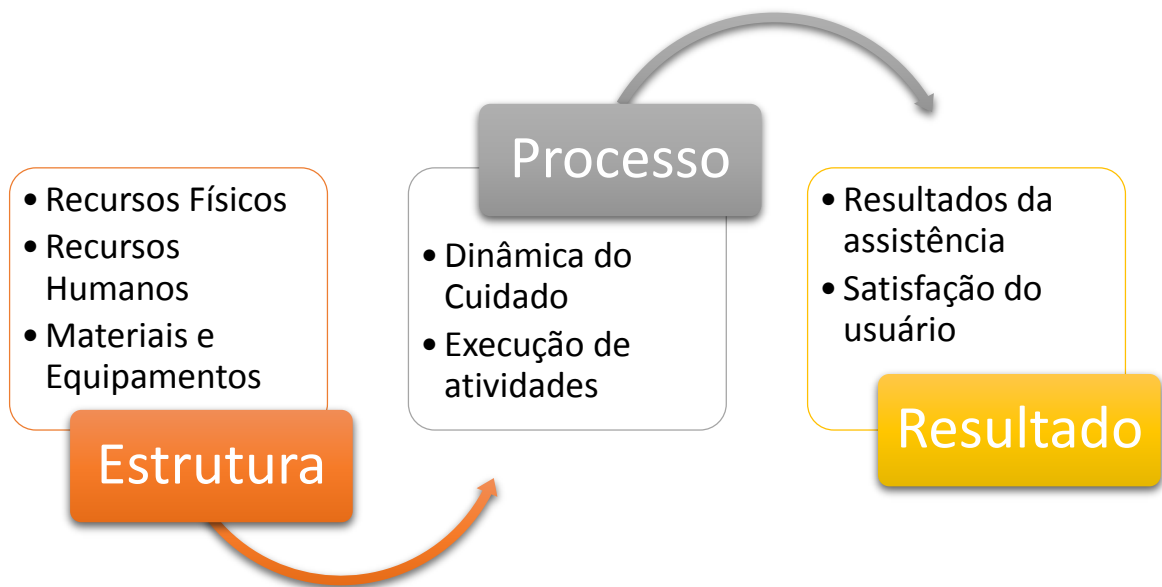 • Recursos Físicos
• Recursos
Humanos
• Materiais e
Equipamentos
Estrutura
Processo
• Dinâmica do
Cuidado
• Execução de
atividades
• Resultados da
assistência
• Satisfação do
usuário
Resultado